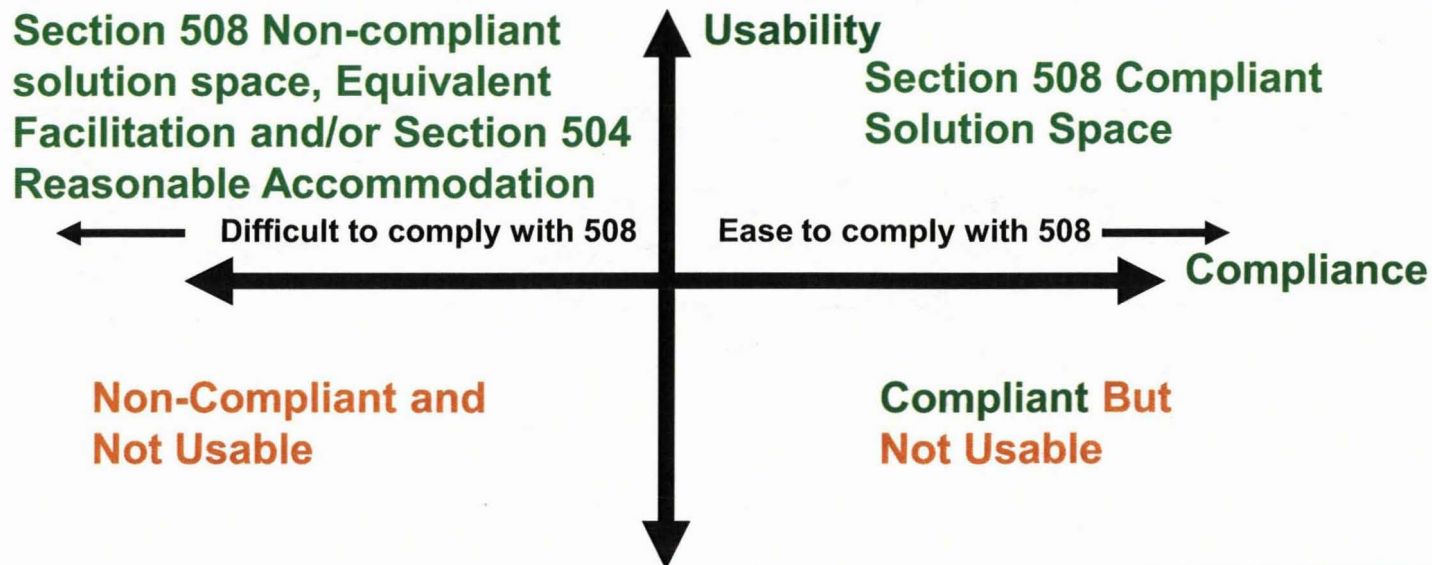 Section 508 Non-compliant
solution space, Equivalent
Facilitation and/or Section 504
Reasonable Accommodation
Usability
Section 508 Compliant
Solution Space
Difficult to comply with 508
Ease to comply with 508
Compliance
Non-Compliant and
Not Usable
Compliant But
Not Usable